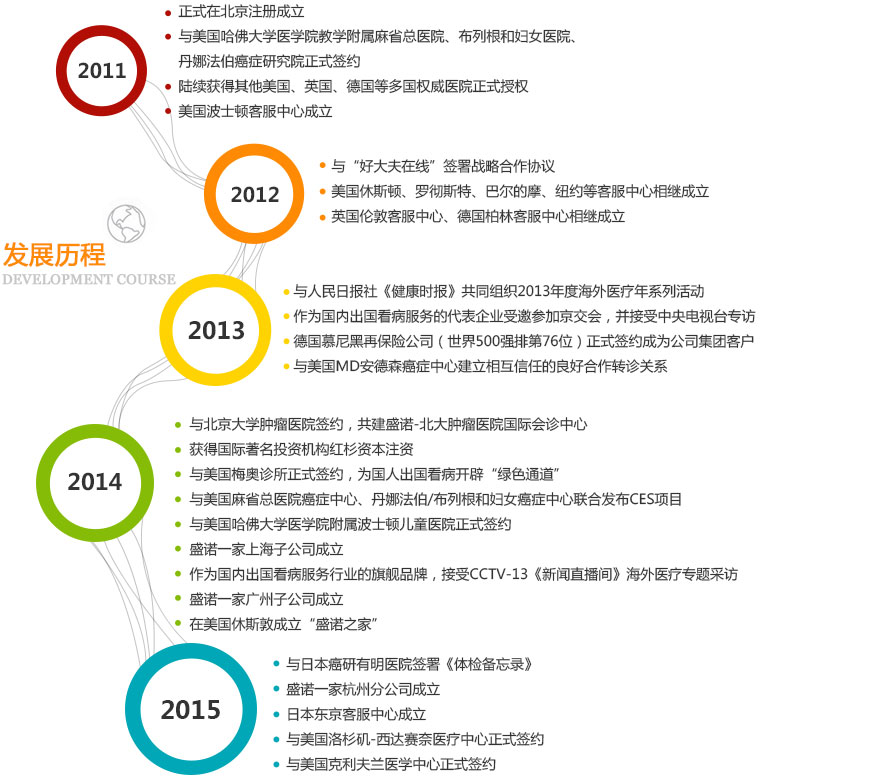 正式在北京注册成立
与美国哈佛大学医学院教学附属麻省总医院、布列根和妇女医院、
丹娜法伯癌症研究院正式签约
2011
陆续获得其他美国、英国、德国等多国权威医院正式授权
美国波士顿客服中心成立
与“好大夫在线”签署战略合作协议
2012
美国休斯顿、罗彻斯特、巴尔的摩、纽约等客服中心相继成立
英国伦敦客服中心、德国柏林客服中心相继成立
发展历程
DEVELOPMENT COURSE
与人民日报社《健康时报》共同组织2013年度海外医疗年系列活动
作为国内出国看病服务的代表企业受邀参加京交会，并接受中央电视台专访
2013
德国慕尼黑再保险公司（世界500强排第76位）正式签约成为公司集团客户
与美国MD安德森癌症中心建立相互信任的良好合作转诊关系
与北京大学肿瘤医院签约，共建盛诺-北大肿瘤医院国际会诊中心
获得国际著名投资机构红杉资本注资
与美国梅奥诊所正式签约，为国人出国看病开辟“绿色通道”
2014
与美国麻省总医院癌症中心、丹娜法伯/布列根和妇女癌症中心联合发布CES项目
与美国哈佛大学医学院附属波士顿儿童医院正式签约
盛诺一家上海子公司成立
作为国内出国看病服务行业的旗舰品牌，接受CCTV-13《新闻直播间》海外医疗专题采访
盛诺一家广州子公司成立
在美国休斯敦成立“盛诺之家”
与日本癌研有明医院签署《体检备忘录》
盛诺一家杭州分公司成立
2015
日本东京客服中心成立
与美国洛杉矶-西达赛奈医疗中心正式签约
与美国克利夫兰医学中心正式签约